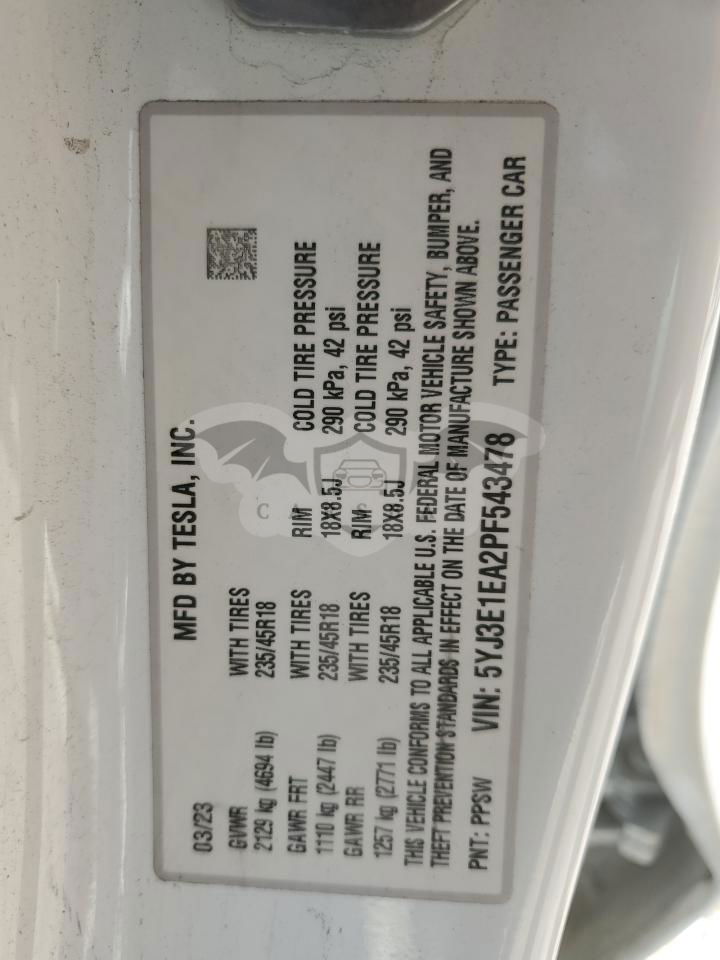 MFD BY TESLA, INC.
03/23
GVWR WITH TIRES
2129 kg (4694 lb) 235/45R18
GAWR FRT WITH TIRES RIM COLD TIRE PRESSURE
1110 kg (2447 lb) 235/45R18 18X8.5J 290 kPa, 42 psi
GAWR RR WITH TIRES RIM COLD TIRE PRESSURE
1257 kg (2771 lb) 235/45R18 18X8.5J 290 kPa, 42 psi
THIS VEHICLE CONFORMS TO ALL APPLICABLE U.S. FEDERAL MOTOR VEHICLE SAFETY, BUMPER, AND
THEFT PREVENTION STANDARDS IN EFFECT ON THE DATE OF MANUFACTURE SHOWN ABOVE.
PNT: PPSW VIN: 5YJ3E1EA2PF543478 TYPE: PASSENGER CAR